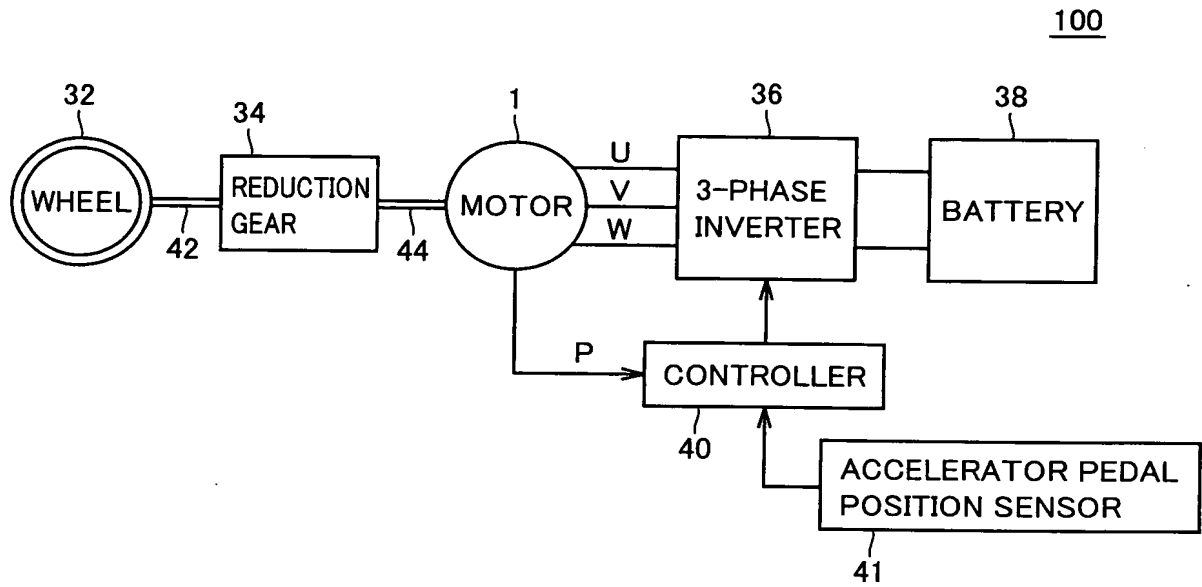 100
32
34
1
36
38
WHEEL
REDUCTION
GEAR
MOTOR
U
V
W
3-PHASE
INVERTER
BATTERY
42
44
P
CONTROLLER
40
ACCELERATOR PEDAL
POSITION SENSOR
41